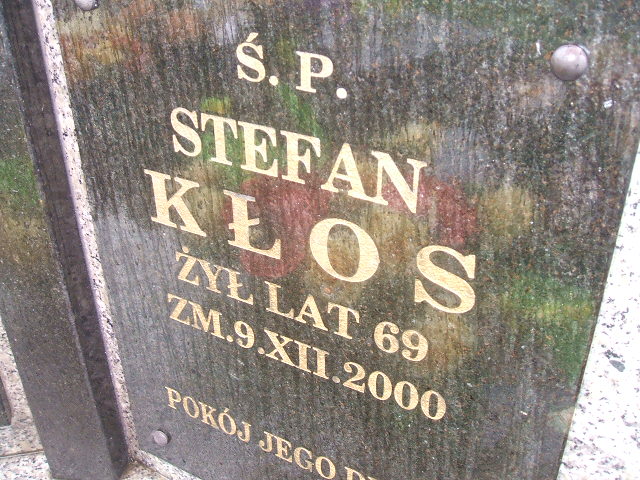 Ś. P.
STEFAN
KŁOS
ŻYŁ LAT 69
ZM.9.XII.2000
POKÓJ JEGO